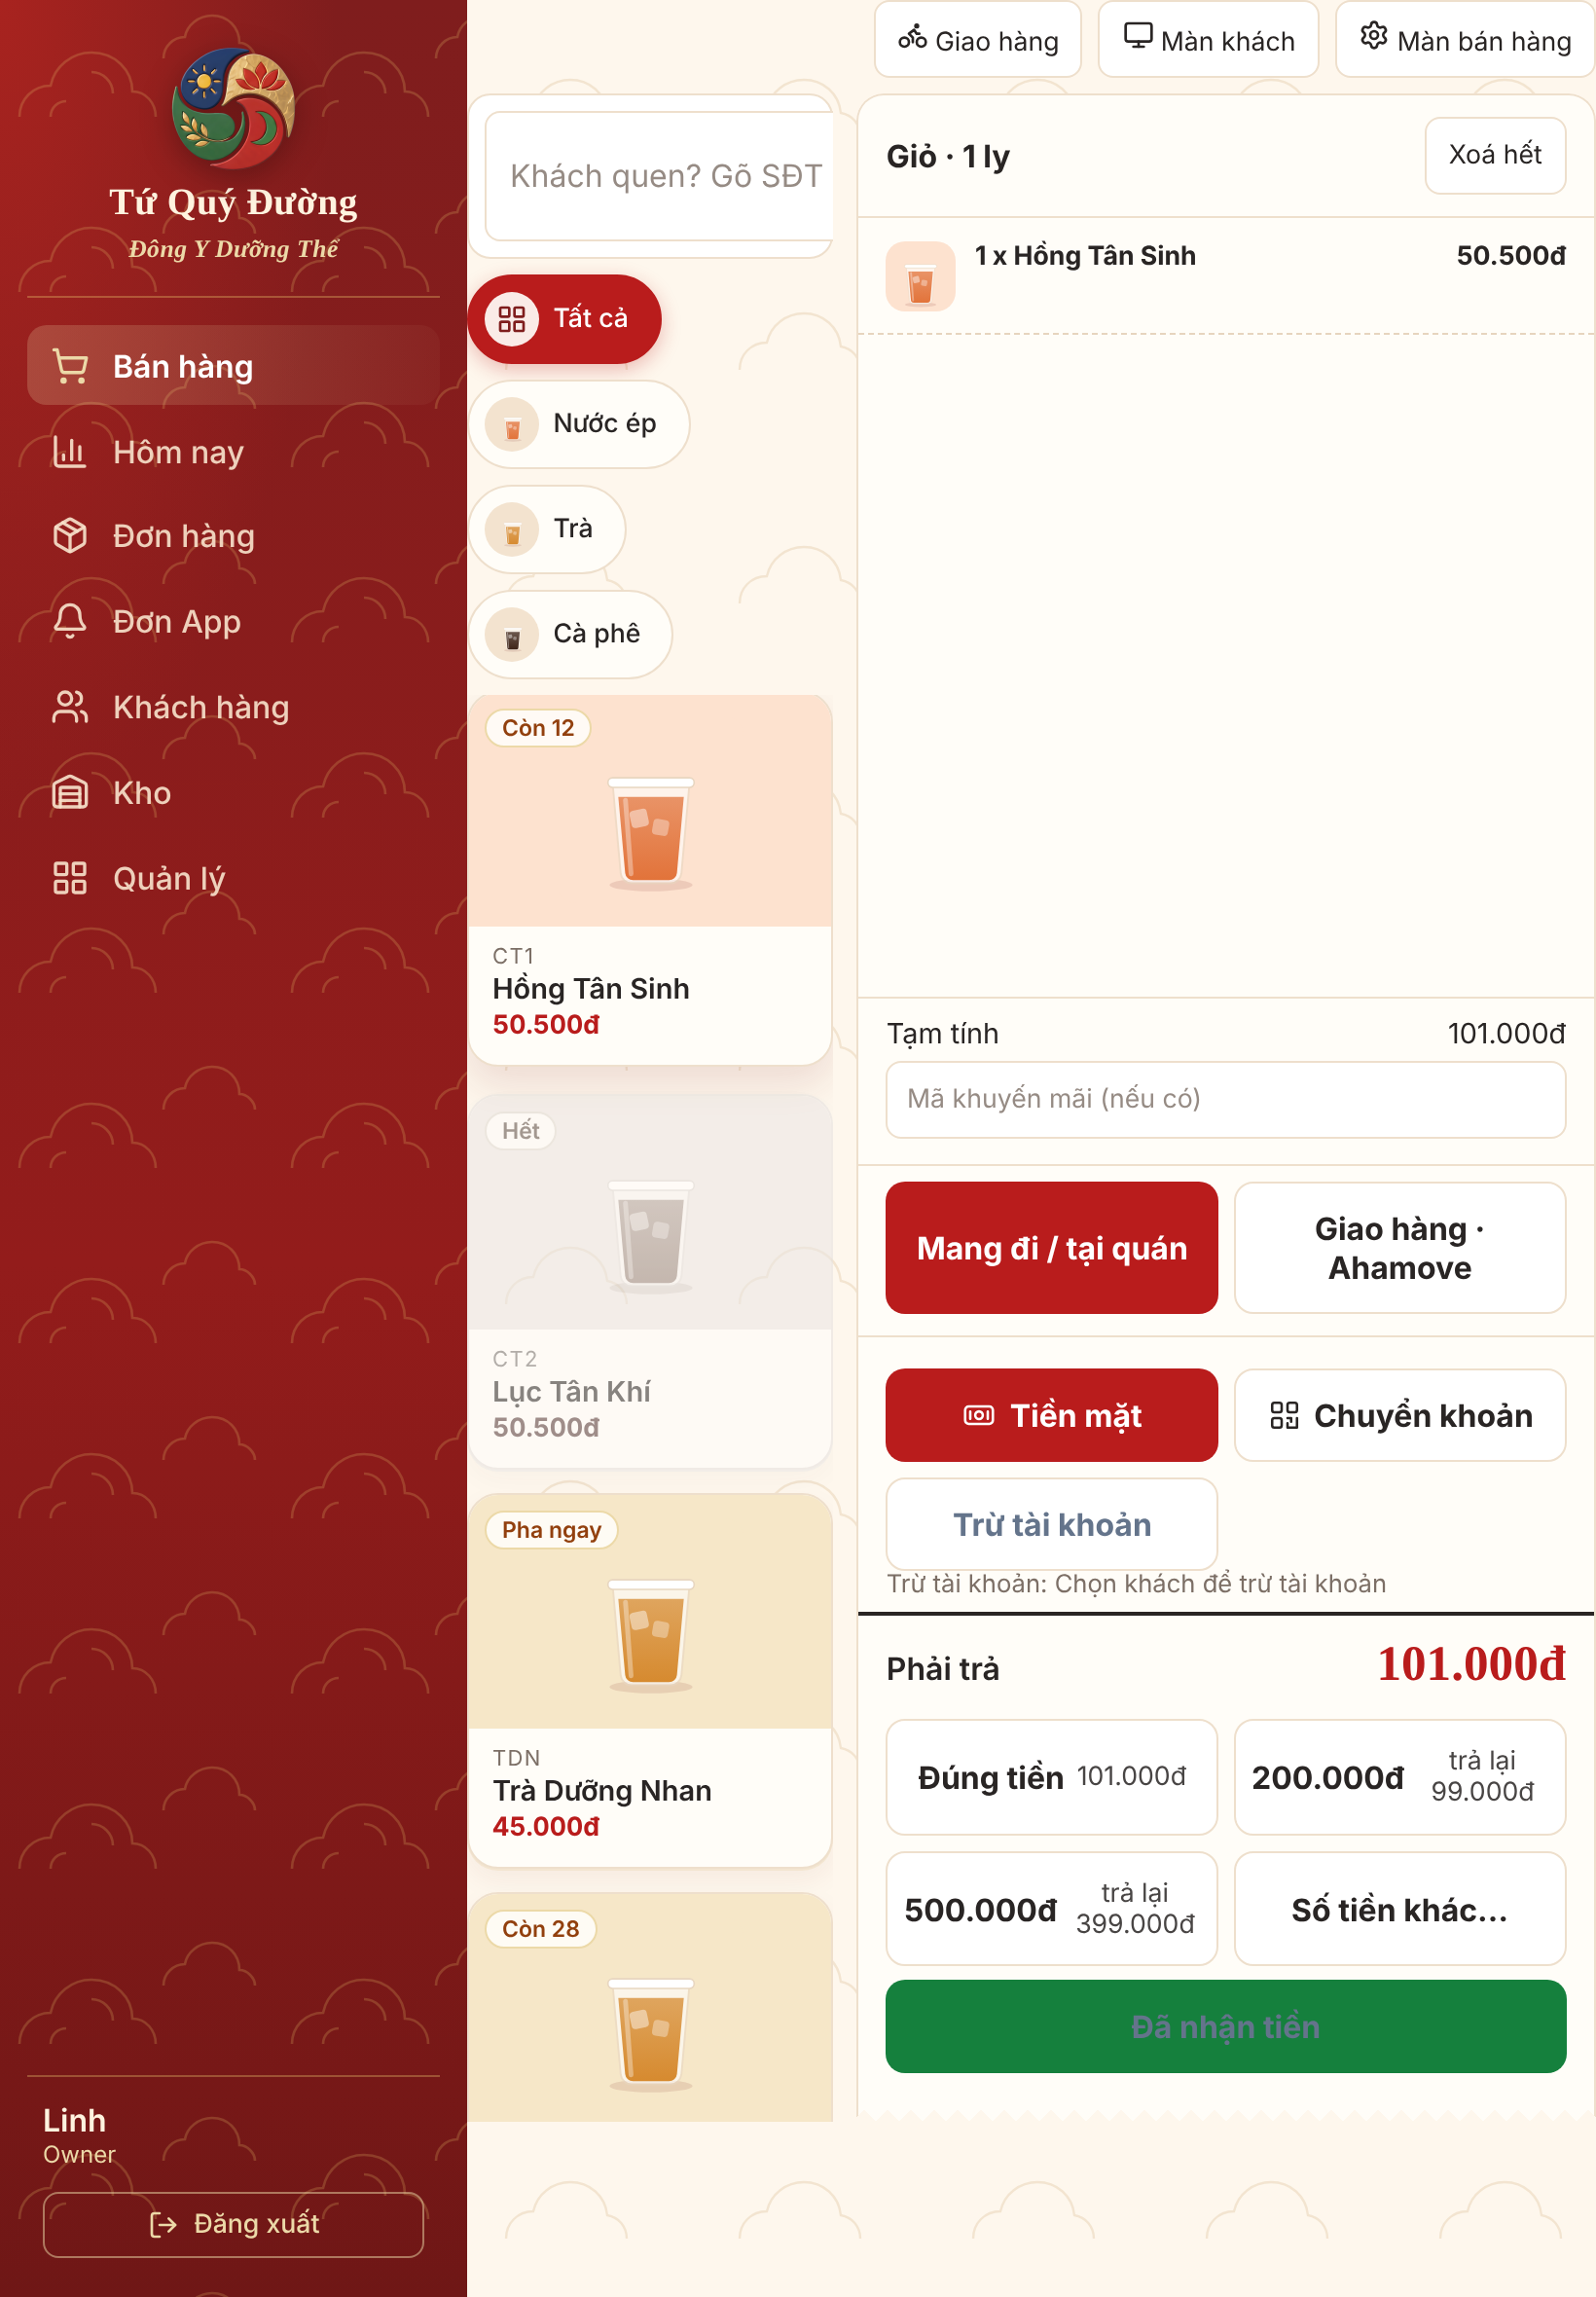 Tứ Quý Đường
Đông Y Dưỡng Thể
Bán hàng
Hôm nay
Đơn hàng
Đơn App
Khách hàng
Kho
Quản lý
Linh
Owner
Đăng xuất
Giao hàng
Màn khách
Màn bán hàng
Khách quen? Gõ SĐT
Tất cả
Nước ép
Trà
Cà phê
Còn 12
CT1
Hồng Tân Sinh
50.500đ
Hết
CT2
Lục Tân Khí
50.500đ
Pha ngay
TDN
Trà Dưỡng Nhan
45.000đ
Còn 28
Giỏ · 1 ly
Xoá hết
1 x Hồng Tân Sinh 50.500đ
Tạm tính 101.000đ
Mã khuyến mãi (nếu có)
Mang đi / tại quán
Giao hàng ·
Ahamove
Tiền mặt
Chuyển khoản
Trừ tài khoản
Trừ tài khoản: Chọn khách để trừ tài khoản
Phải trả 101.000đ
Đúng tiền 101.000đ
200.000đ trả lại
99.000đ
500.000đ trả lại
399.000đ
Số tiền khác...
Đã nhận tiền